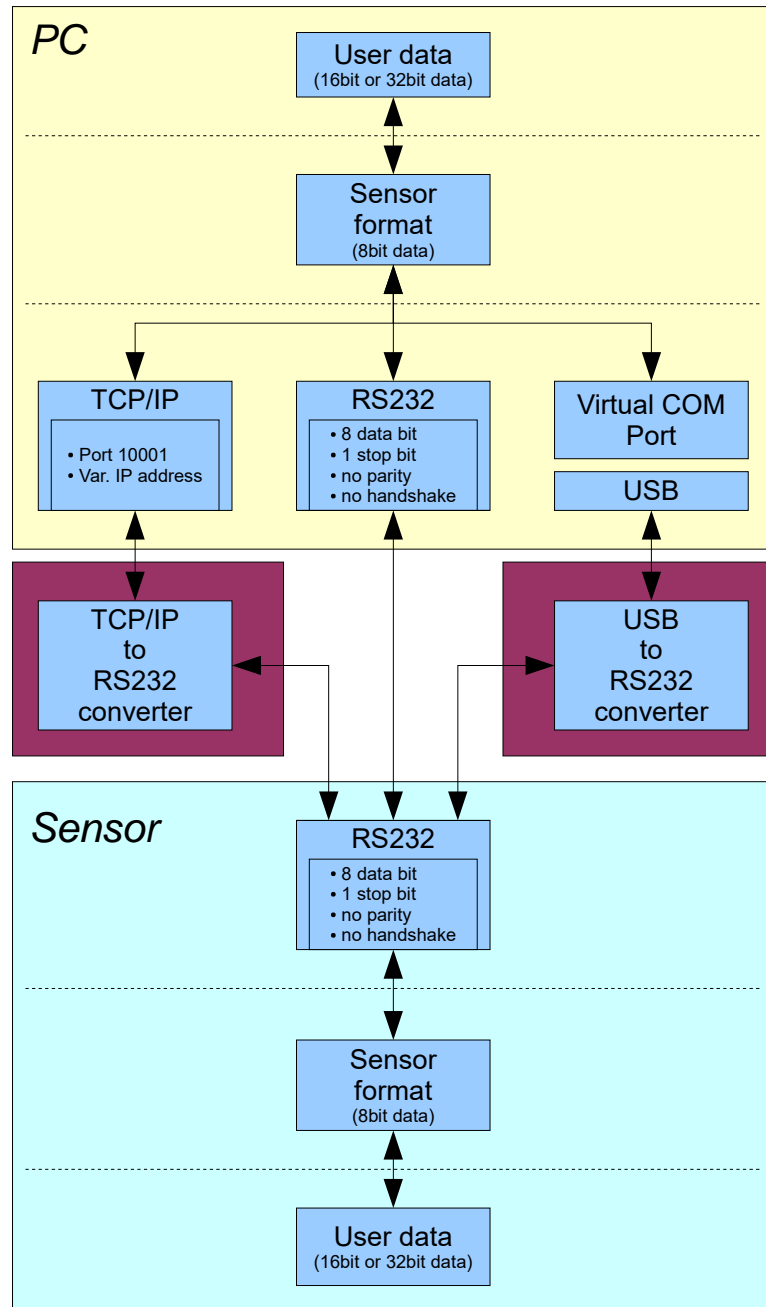 PC
User data
(16bit or 32bit data)
Sensor
format
(8bit data)
TCP/IP
• Port 10001
• Var. IP address
RS232
• 8 data bit
• 1 stop bit
• no parity
• no handshake
Virtual COM
Port
USB
TCP/IP
to
RS232
converter
USB
to
RS232
converter
Sensor
RS232
• 8 data bit
• 1 stop bit
• no parity
• no handshake
Sensor
format
(8bit data)
User data
(16bit or 32bit data)